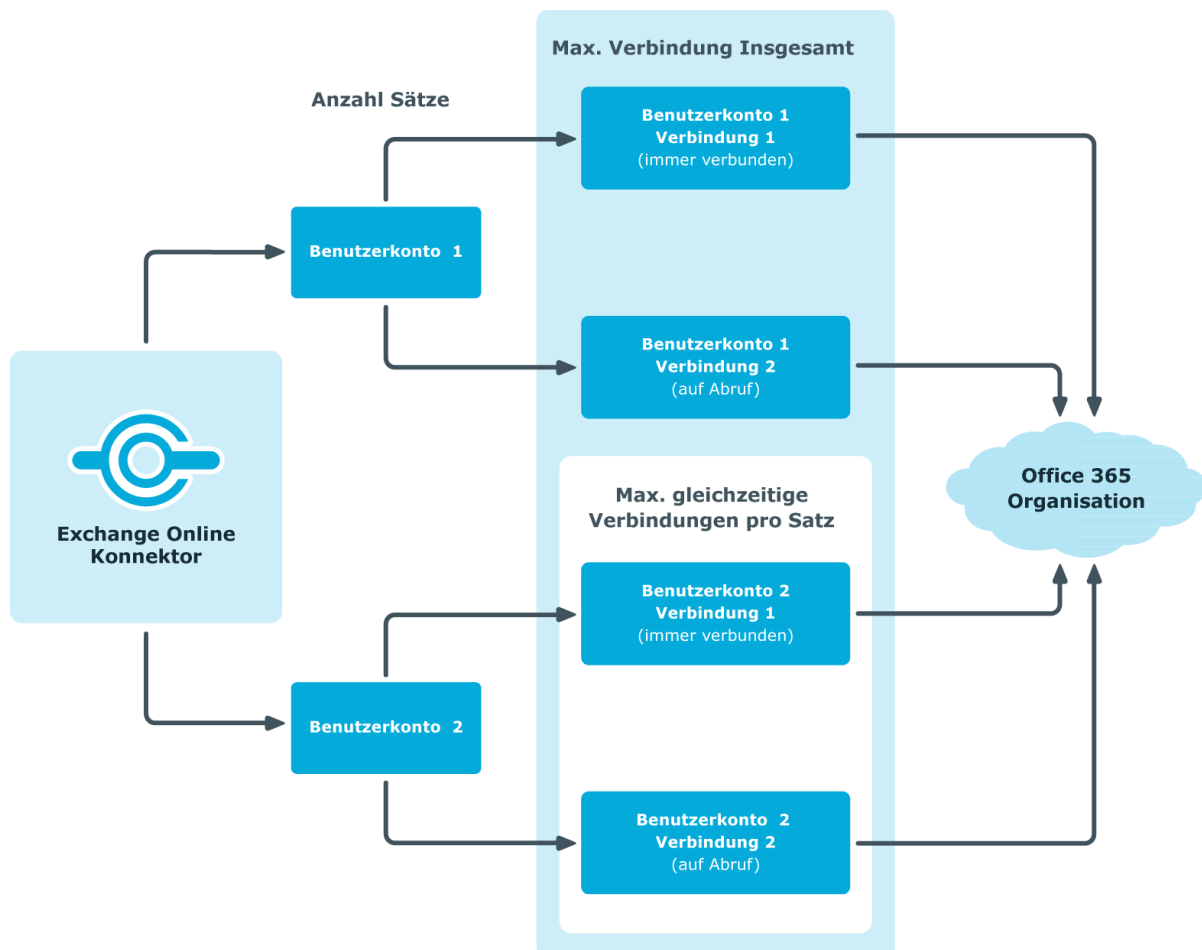 Max. Verbindung Insgesamt
Anzahl Sätze
Benutzerkonto 1
Verbindung 1
(immer verbunden)
Benutzerkonto 1
Benutzerkonto 1
Verbindung 2
(auf Abruf)
Exchange Online
Konnektor
Max. gleichzeitige
Verbindungen pro Satz
Office 365
Organisation
Benutzerkonto 2
Verbindung 1
(immer verbunden)
Benutzerkonto 2
Benutzerkonto 2
Verbindung 2
(auf Abruf)